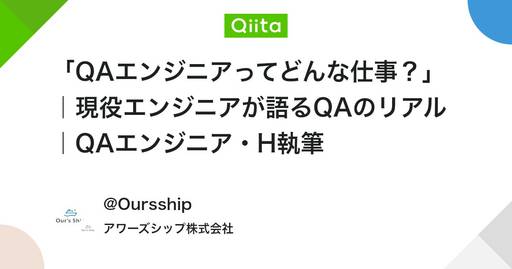 Qiita
「QAエンジニアってどんな仕事？」
｜現役エンジニアが語るQAのリアル
｜QAエンジニア・H執筆
@Oursship
Our's Sh
アワーズシップ株式会社